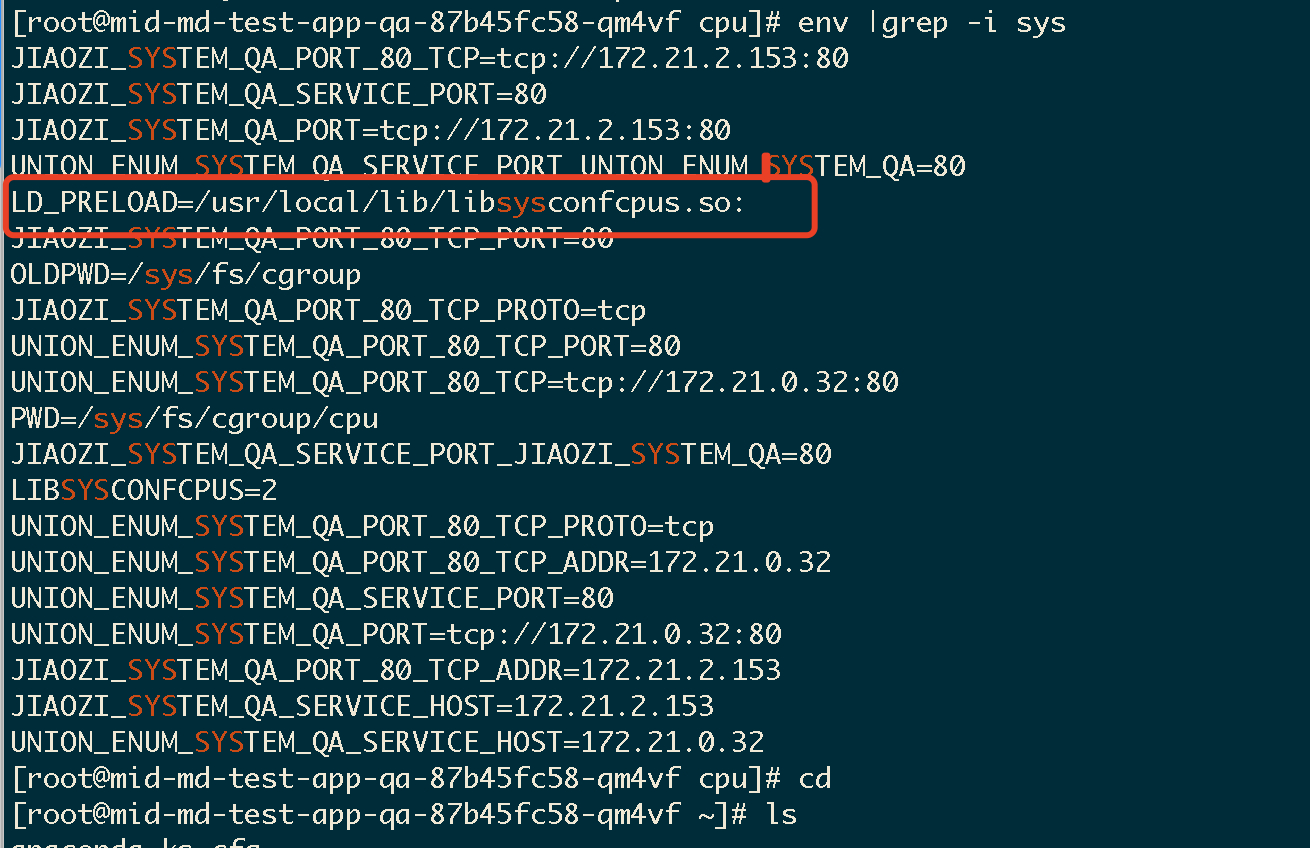 [root@mid-md-test-app-qa-87b45fc58-qm4vf cpu]# env |grep -i sys
JIAOZI_SYSTEM_QA_PORT_80_TCP=tcp://172.21.2.153:80
JIAOZI_SYSTEM_QA_SERVICE_PORT=80
JIAOZI_SYSTEM_QA_PORT=tcp://172.21.2.153:80
UNION_ENUM_SYSTEM_QA_SERVICE_PORT_UNION_ENUM_SYSTEM_QA=80
LD_PRELOAD=/usr/local/lib/libsysconfcpus.so:
JIAOZI_SYSTEM_QA_PORT_80_TCP_PORT=80
OLDPWD=/sys/fs/cgroup
JIAOZI_SYSTEM_QA_PORT_80_TCP_PROTO=tcp
UNION_ENUM_SYSTEM_QA_PORT_80_TCP_PORT=80
UNION_ENUM_SYSTEM_QA_PORT_80_TCP=tcp://172.21.0.32:80
PWD=/sys/fs/cgroup/cpu
JIAOZI_SYSTEM_QA_SERVICE_PORT_JIAOZI_SYSTEM_QA=80
LIBSYSCONFCPUS=2
UNION_ENUM_SYSTEM_QA_PORT_80_TCP_PROTO=tcp
UNION_ENUM_SYSTEM_QA_PORT_80_TCP_ADDR=172.21.0.32
UNION_ENUM_SYSTEM_QA_SERVICE_PORT=80
UNION_ENUM_SYSTEM_QA_PORT=tcp://172.21.0.32:80
JIAOZI_SYSTEM_QA_PORT_80_TCP_ADDR=172.21.2.153
JIAOZI_SYSTEM_QA_SERVICE_HOST=172.21.2.153
UNION_ENUM_SYSTEM_QA_SERVICE_HOST=172.21.0.32
[root@mid-md-test-app-qa-87b45fc58-qm4vf cpu]# cd
[root@mid-md-test-app-qa-87b45fc58-qm4vf ~]# ls